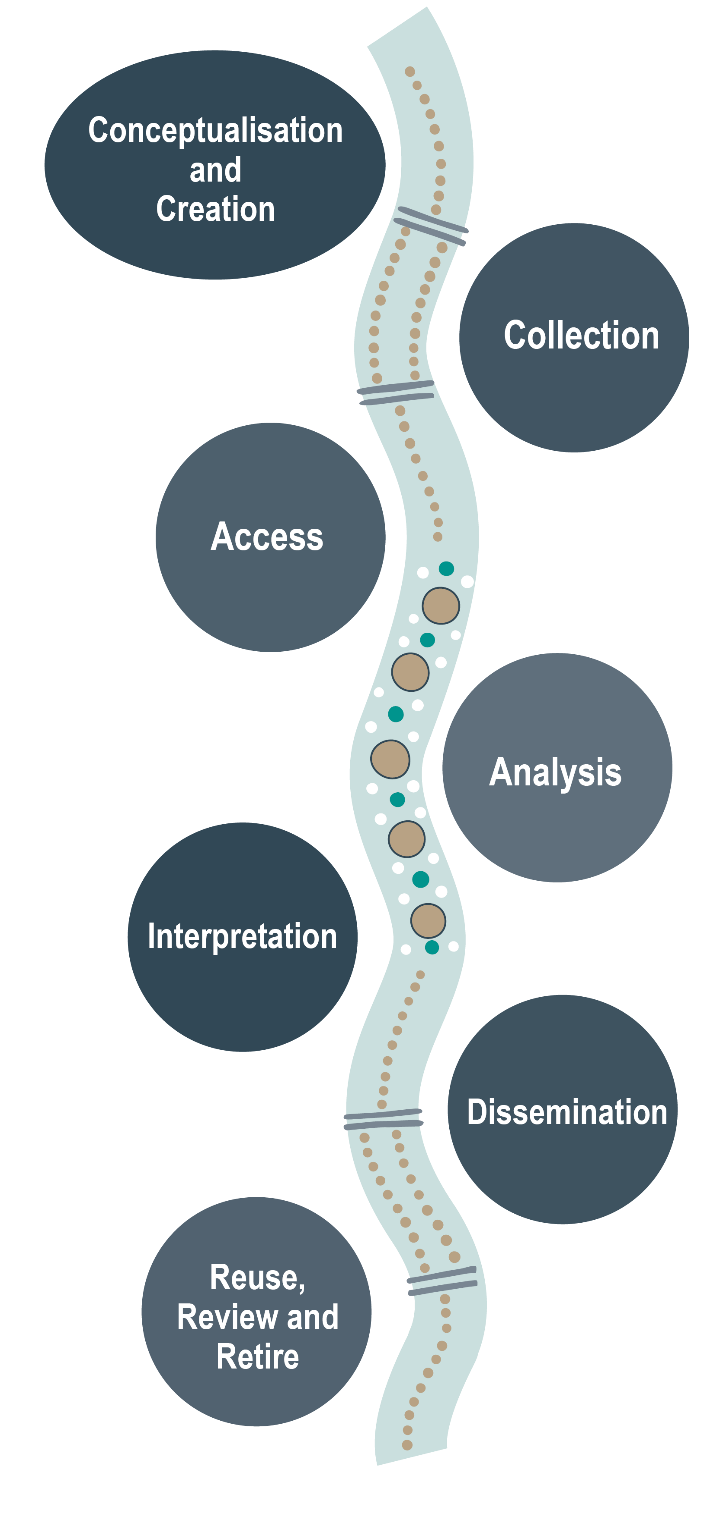 Conceptualisation
and
Creation
Collection
Access
Analysis
Interpretation
Dissemination
Reuse,
Review and
Retire